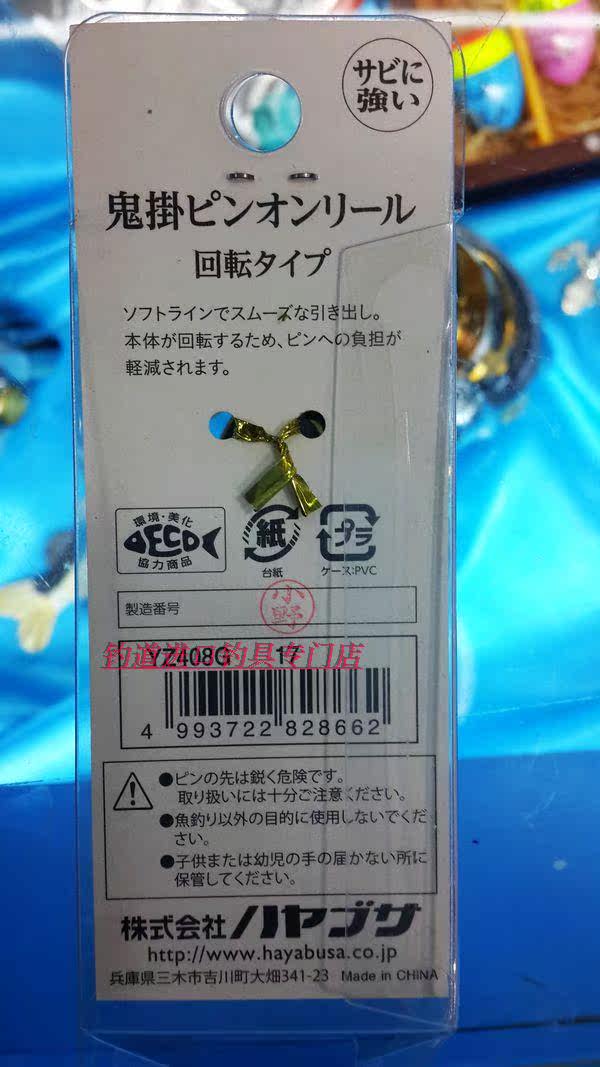 サビに
強い
鬼掛ピンオンリール
回転タイプ
ソフトラインでスムーズな引き出し。
本体が回転するため、ピンへの負担が
軽減されます。
環境・美化
ECO
協力商品
紙
台紙
プラ
ケース:PVC
製造番号
小野
YZ408G 17
钓道进口钓具专门店
4 993722 828662
●ピンの先は鋭く危険です。
取り扱いには十分ご注意ください。
●魚釣り以外の目的に使用しないでくだ
さい。
●子供または幼児の手の届かない所に
保管してください。
株式会社ハヤブサ
http://www.hayabusa.co.jp
兵庫県三木市吉川町大畑341-23 Made in CHINA